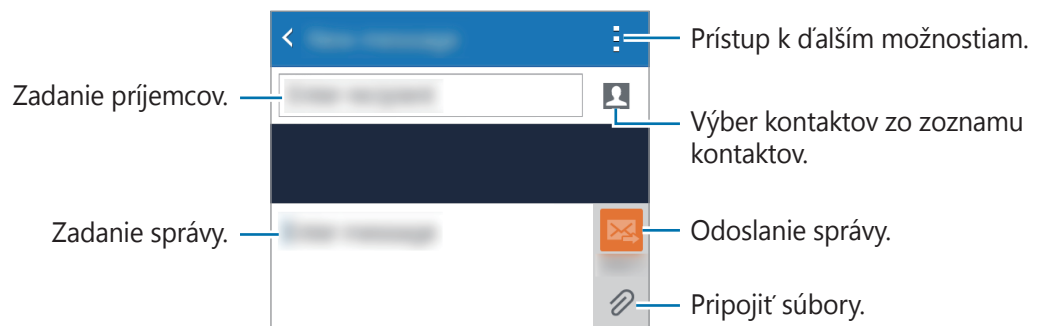 Prístup k ďalším možnostiam.
Zadanie príjemcov.
Výber kontaktov zo zoznamu
kontaktov.
Zadanie správy.
Odoslanie správy.
Pripojiť súbory.